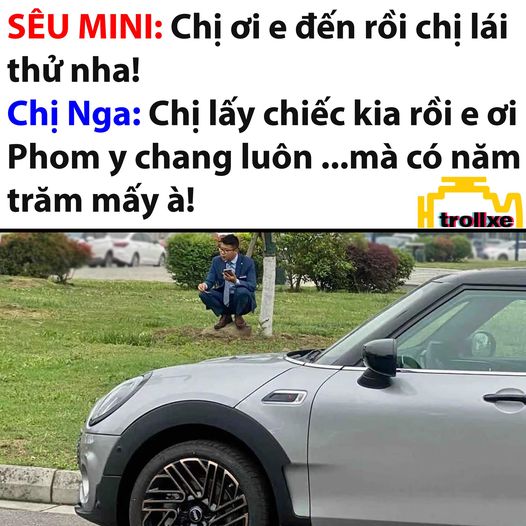 SÊU MINI: Chị ơi e đến rồi chị lái
thử nha!
Chị Nga: Chị lấy chiếc kia rồi e ơi
Phom y chang luôn ...mà có năm
trăm mấy à!
trollxe